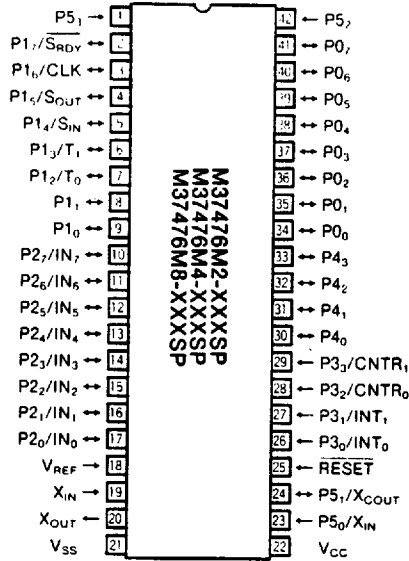 P5₁ 1
P1₇/S̅R̅D̅Y̅ 2
P1₆/CLK 3
P1₅/SOUT 4
P1₄/SIN 5
P1₃/T₁ 6
P1₂/T₀ 7
P1₁ 8
P1₀ 9
P2₇/IN₇ 10
P2₆/IN₆ 11
P2₅/IN₅ 12
P2₄/IN₄ 13
P2₃/IN₃ 14
P2₂/IN₂ 15
P2₁/IN₁ 16
P2₀/IN₀ 17
VREF 18
XIN 19
XOUT 20
VSS 21
M37476M2-XXXSP
M37476M4-XXXSP
M37476M8-XXXSP
42 P5₂
41 P0₇
40 P0₆
39 P0₅
38 P0₄
37 P0₃
36 P0₂
35 P0₁
34 P0₀
33 P4₃
32 P4₂
31 P4₁
30 P4₀
29 P3₃/CNTR₁
28 P3₂/CNTR₀
27 P3₁/INT₁
26 P3₀/INT₀
25 R̅E̅S̅E̅T̅
24 P5₁/XCOUT
23 P5₀/XIN
22 VCC